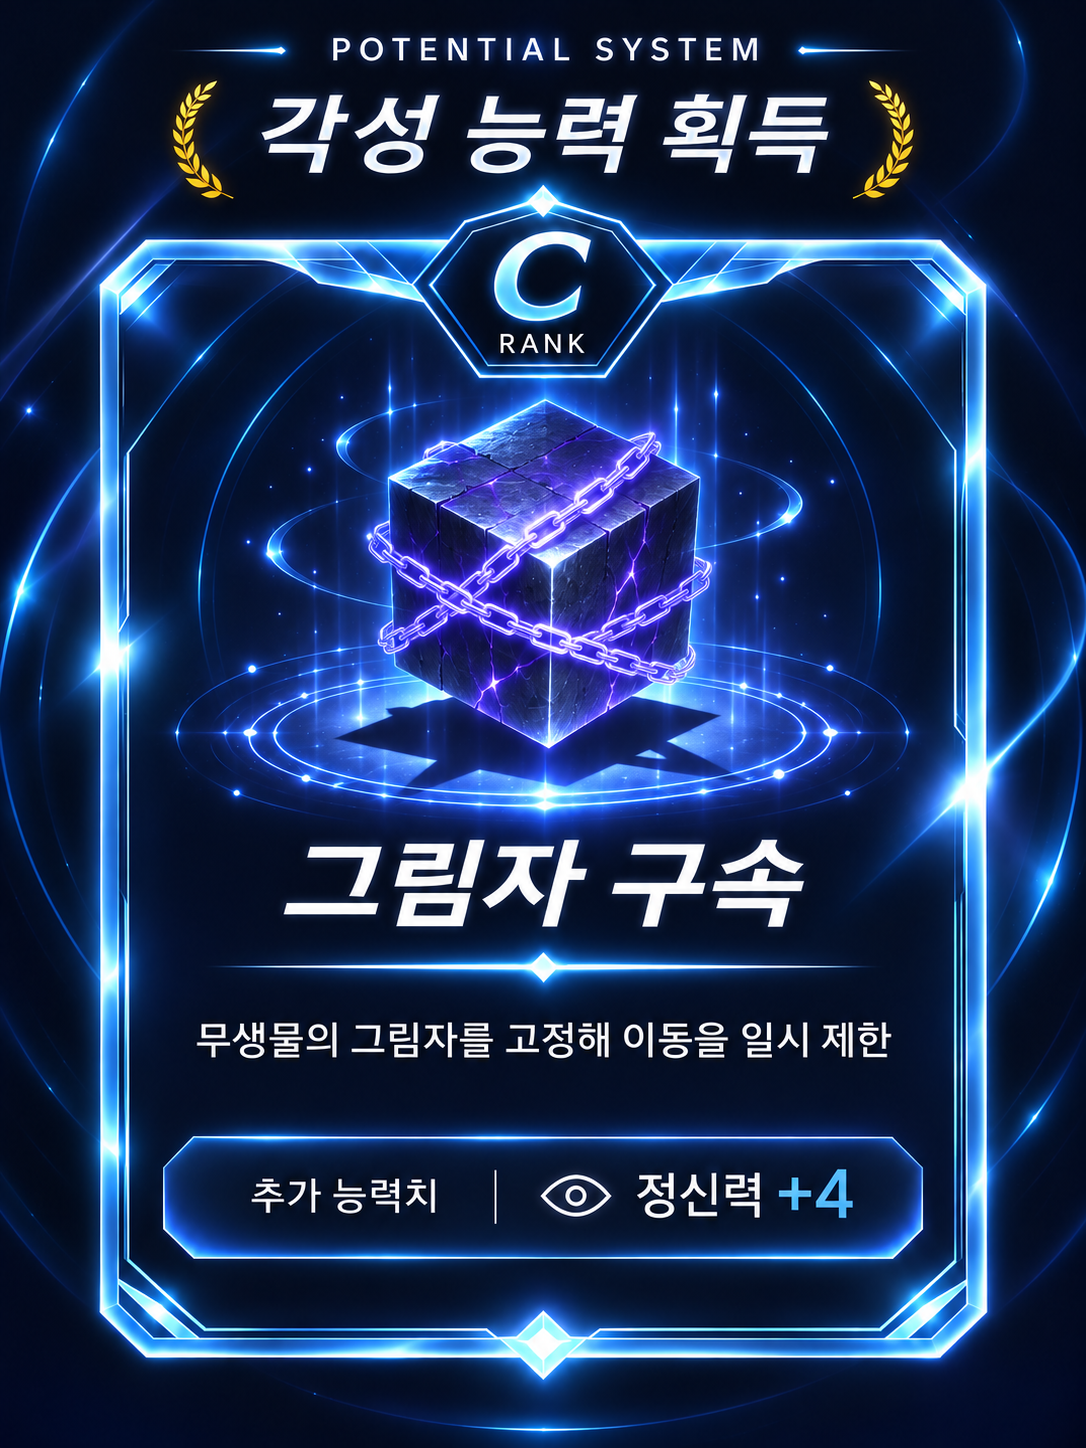 POTENTIAL SYSTEM
각성 능력 획득
C
RANK
그림자 구속
무생물의 그림자를 고정해 이동을 일시 제한
추가 능력치 정신력 +4